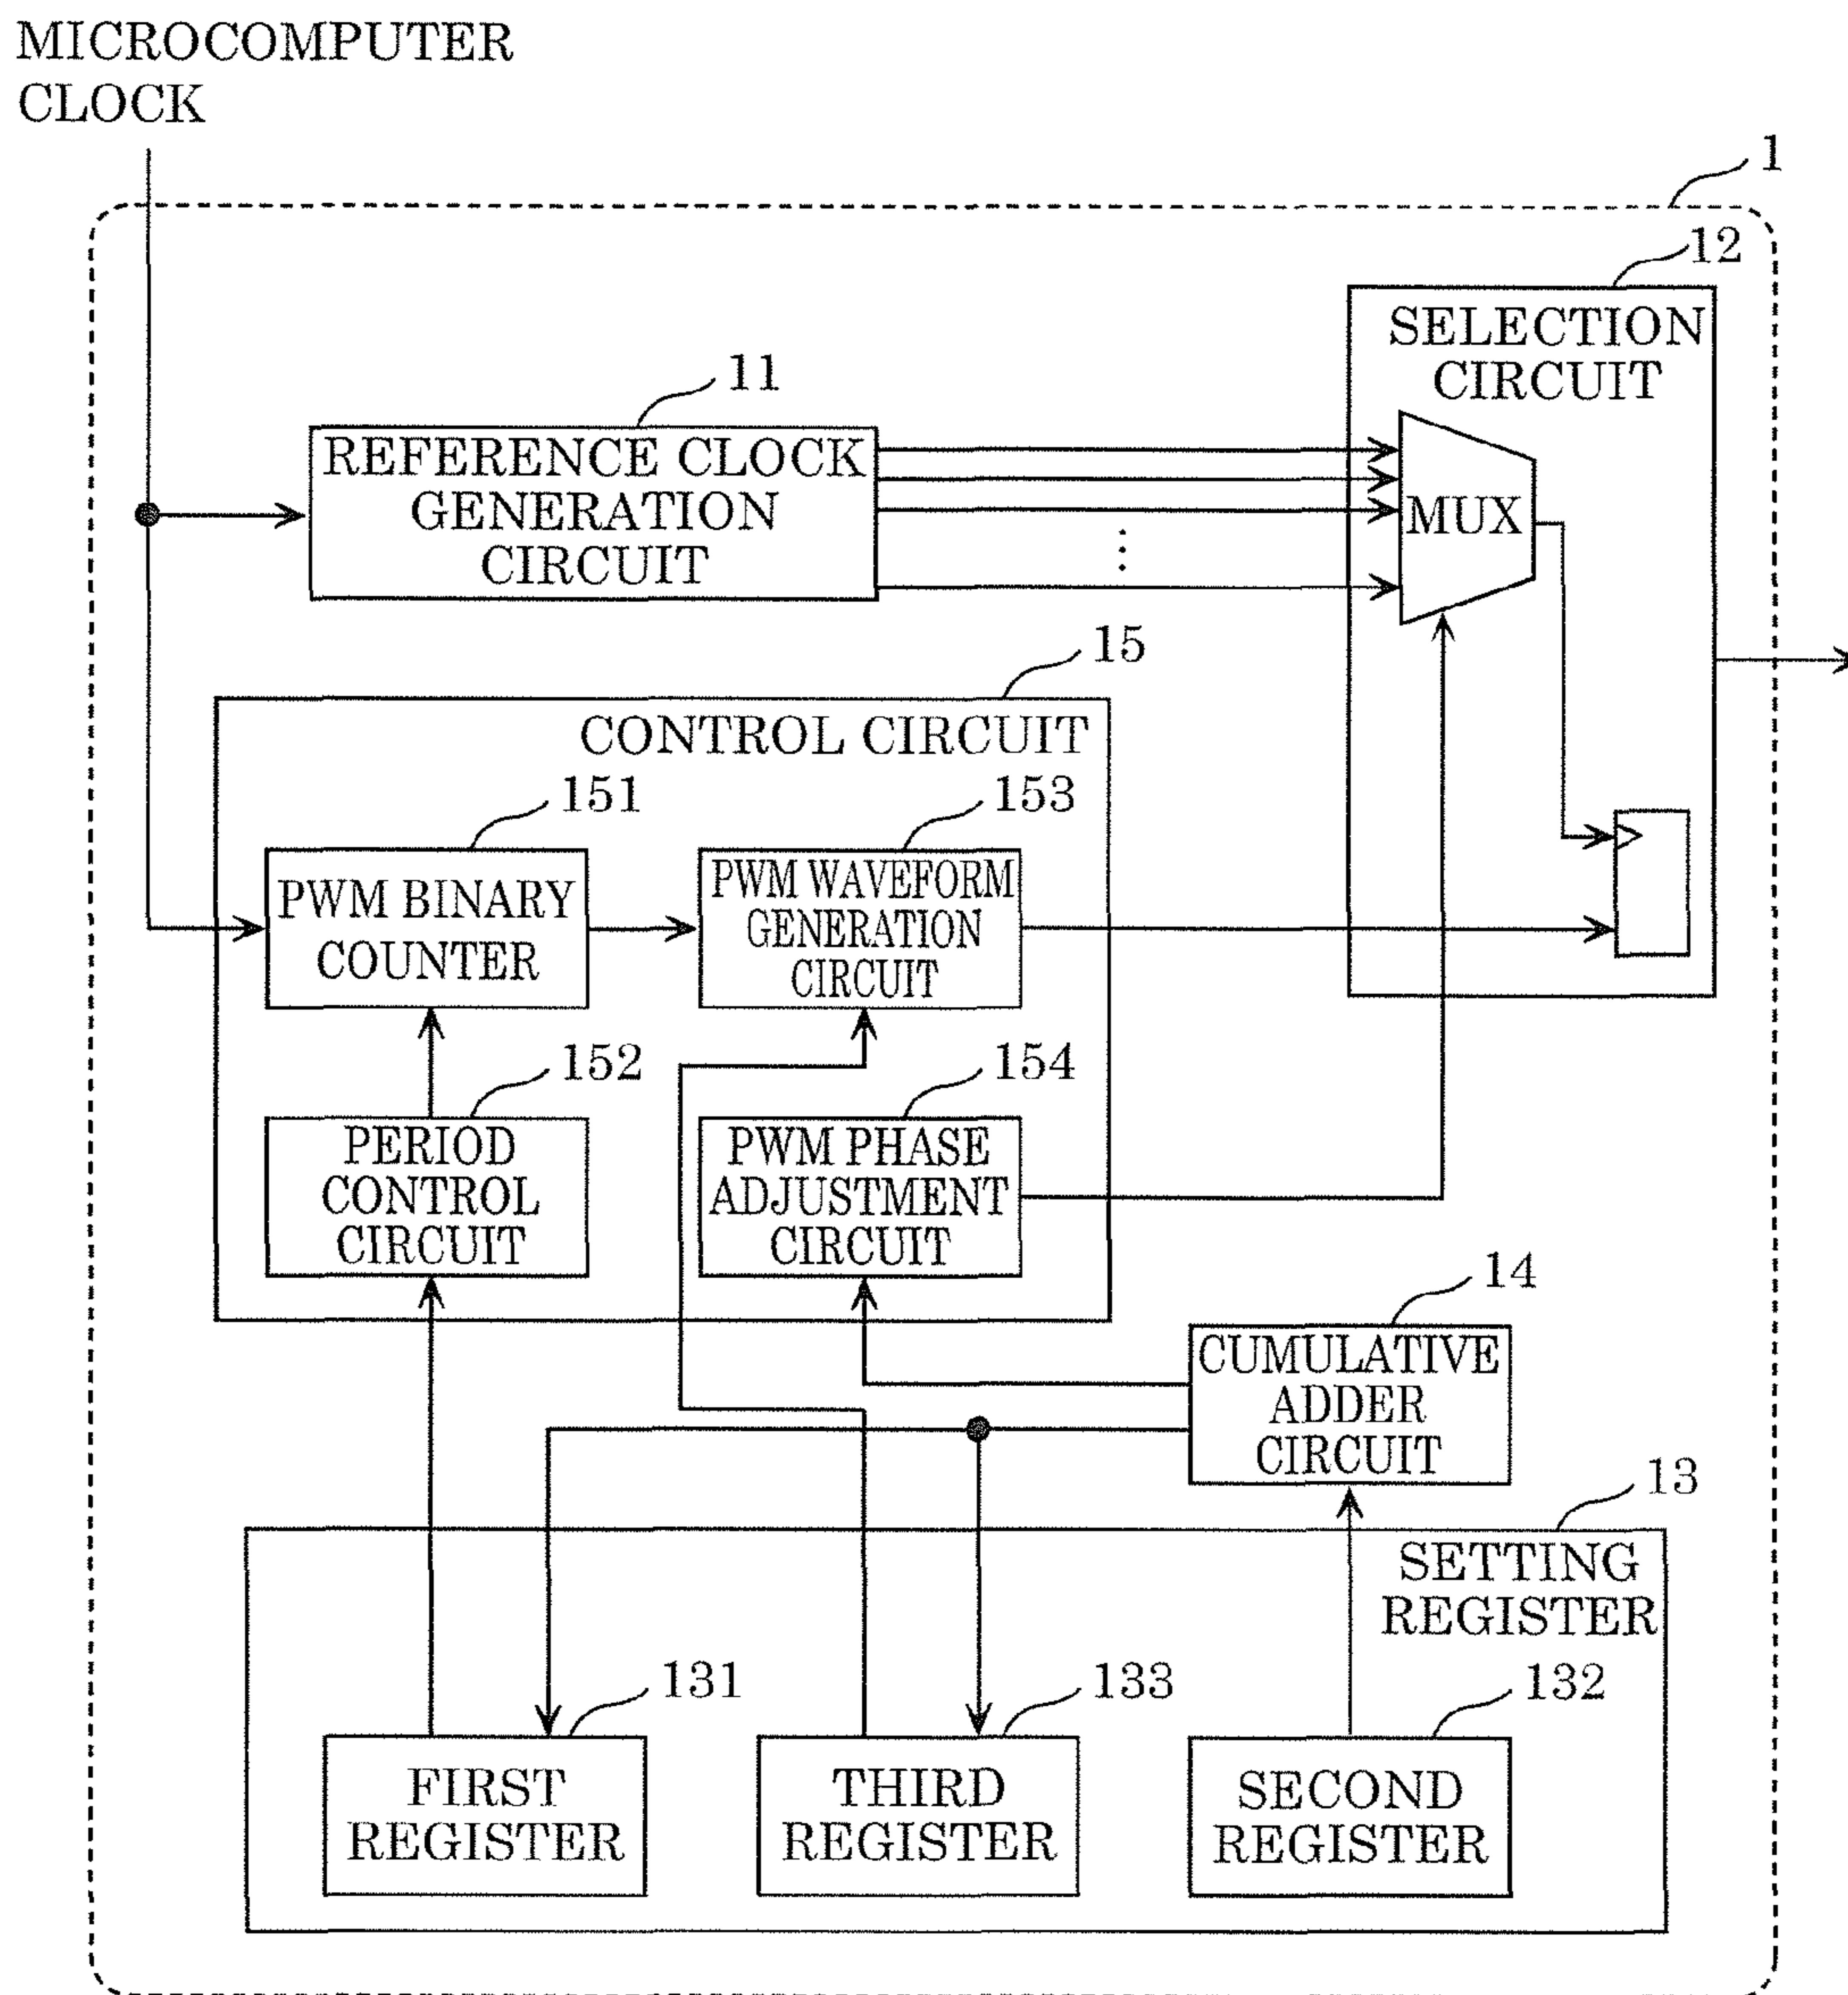 MICROCOMPUTER
CLOCK
1
12
SELECTION
CIRCUIT
11
REFERENCE CLOCK
GENERATION
CIRCUIT
MUX
15
CONTROL CIRCUIT
151
PWM BINARY
COUNTER
153
PWM WAVEFORM
GENERATION
CIRCUIT
152
PERIOD
CONTROL
CIRCUIT
154
PWM PHASE
ADJUSTMENT
CIRCUIT
14
CUMULATIVE
ADDER
CIRCUIT
13
SETTING
REGISTER
131
FIRST
REGISTER
133
THIRD
REGISTER
132
SECOND
REGISTER